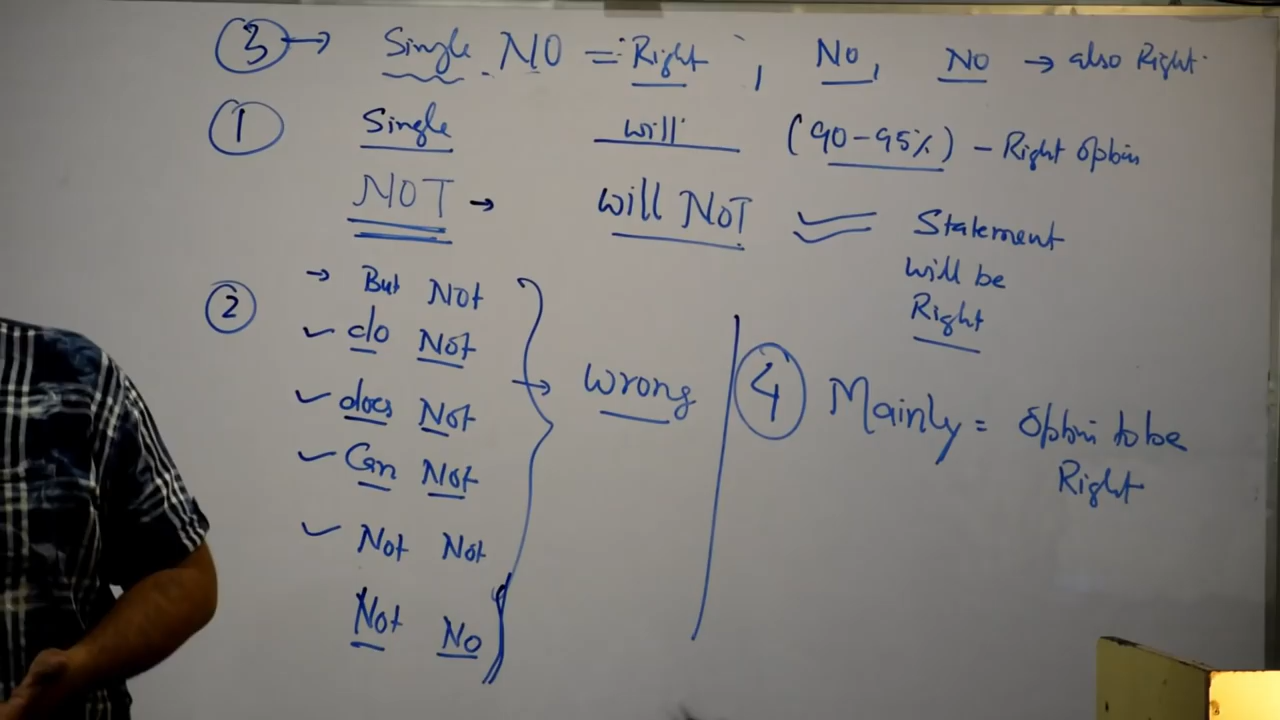 3 → Single NO = "Right", No, No → also Right.
1 Single will (90-95%) - Right option
NOT → will NOT Statement
will be
Right
2 → But Not
✓ do Not
✓ does Not
✓ Can Not
✓ Not Not
Not No
→ Wrong
4 Mainly = option to be
Right